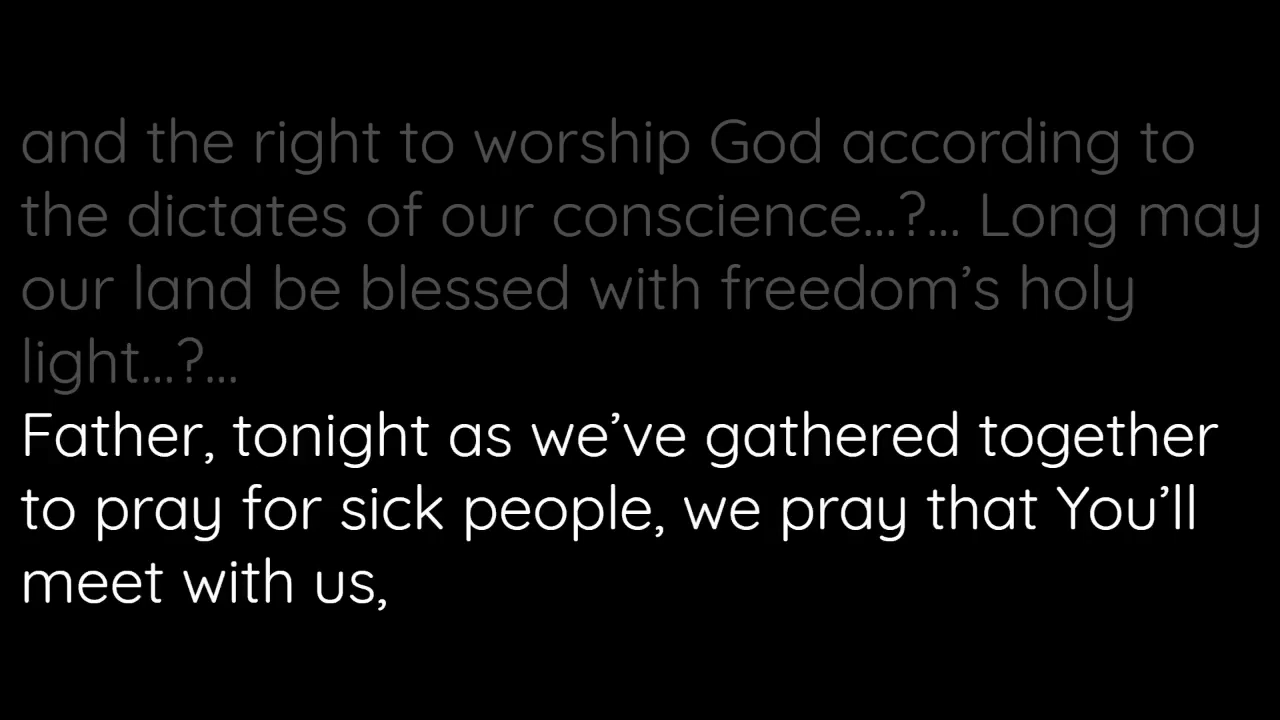 and the right to worship God according to
the dictates of our conscience...?... Long may
our land be blessed with freedom’s holy
light...?...
Father, tonight as we’ve gathered together
to pray for sick people, we pray that You’ll
meet with us,